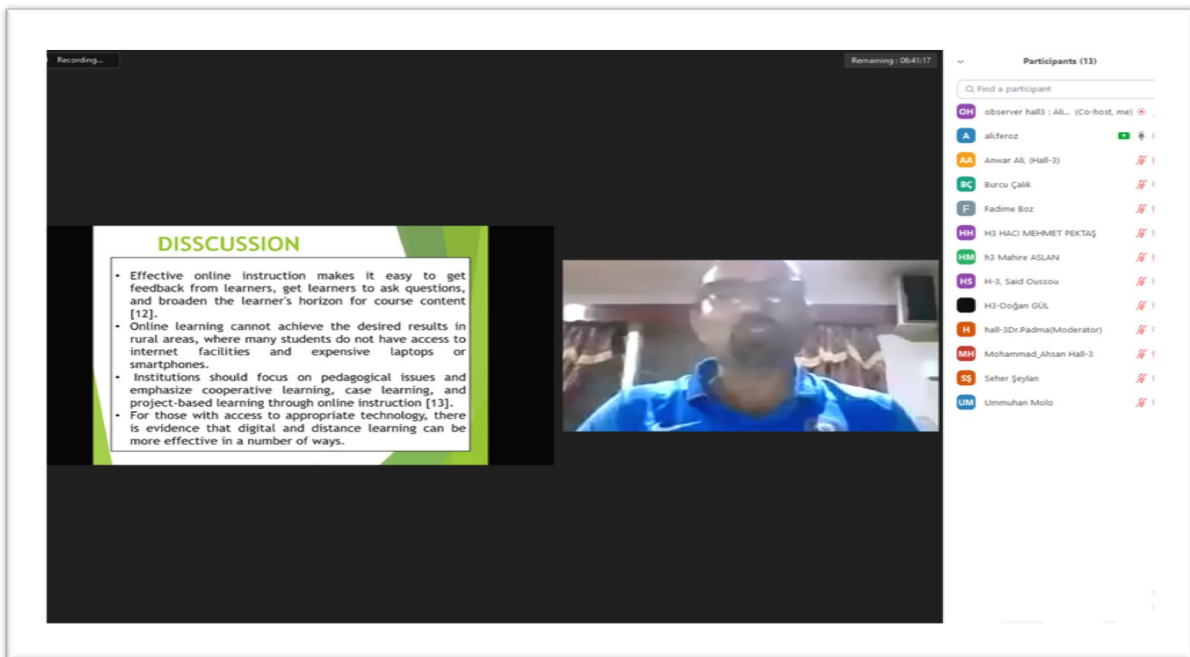 Recording...
Remaining : 08:41:17
DISSCUSSION
• Effective online instruction makes it easy to get
feedback from learners, get learners to ask questions,
and broaden the learner's horizon for course content
[12].
• Online learning cannot achieve the desired results in
rural areas, where many students do not have access to
internet facilities and expensive laptops or
smartphones.
• Institutions should focus on pedagogical issues and
emphasize cooperative learning, case learning, and
project-based learning through online instruction [13].
• For those with access to appropriate technology, there
is evidence that digital and distance learning can be
more effective in a number of ways.
Participants (13)
Find a participant
OH observer hall3 : Ali... (Co-host, me)
A ali.feroz
AA Anwar Ali, (Hall-3)
BÇ Burcu Çalik
F Fadime Boz
HH H3 HACI MEHMET PEKTAŞ
HM h3 Mahire ASLAN
HS H-3, Said Oussou
H3-Doğan GÜL
H hall-3Dr.Padma(Moderator)
MH Mohammad_Ahsan Hall-3
SŞ Seher Şeylan
UM Ummuhan Molo